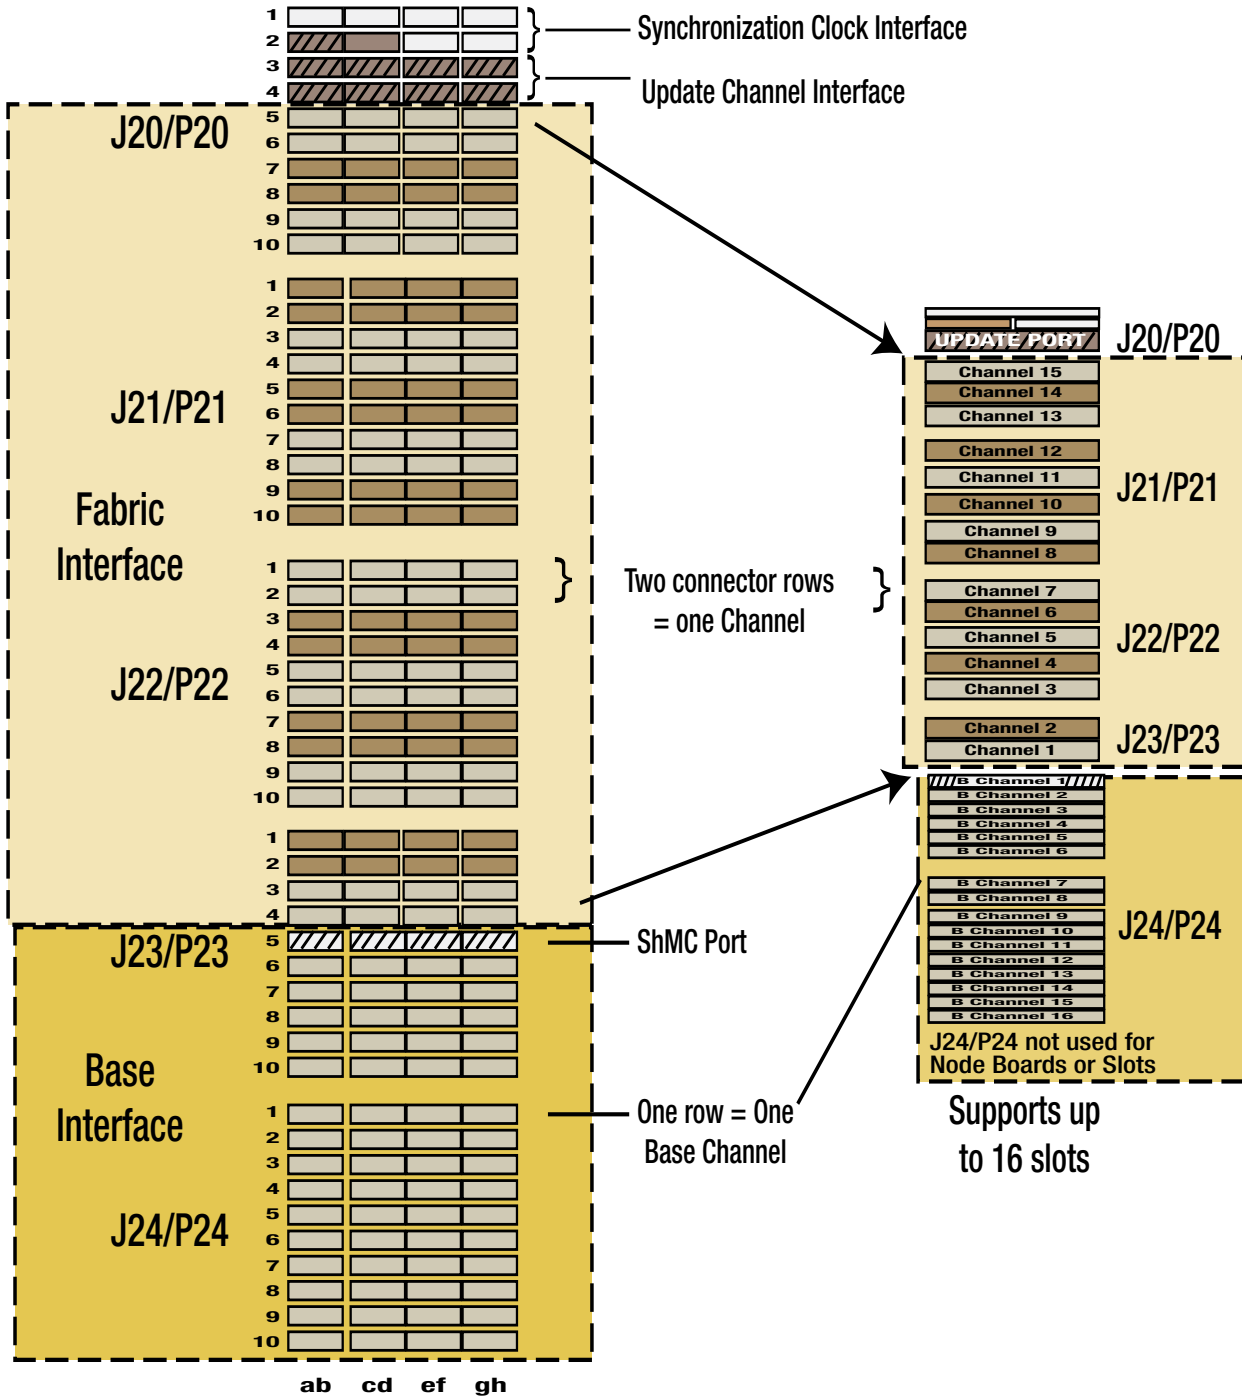 1
2
3
4
Synchronization Clock Interface
Update Channel Interface
J20/P20
5
6
7
8
9
10
J21/P21
1
2
3
4
5
6
7
8
9
10
Fabric
Interface
J22/P22
1
2
3
4
5
6
7
8
9
10
1
2
3
4
J23/P23
5
6
7
8
9
10
Base
Interface
J24/P24
1
2
3
4
5
6
7
8
9
10
ab cd ef gh
Two connector rows
= one Channel
ShMC Port
One row = One
Base Channel
UPDATE PORT
J20/P20
Channel 15
Channel 14
Channel 13
Channel 12
Channel 11
Channel 10
Channel 9
Channel 8
J21/P21
Channel 7
Channel 6
Channel 5
Channel 4
Channel 3
J22/P22
Channel 2
Channel 1
J23/P23
B Channel 1
B Channel 2
B Channel 3
B Channel 4
B Channel 5
B Channel 6
B Channel 7
B Channel 8
B Channel 9
B Channel 10
B Channel 11
B Channel 12
B Channel 13
B Channel 14
B Channel 15
B Channel 16
J24/P24
J24/P24 not used for
Node Boards or Slots
Supports up
to 16 slots